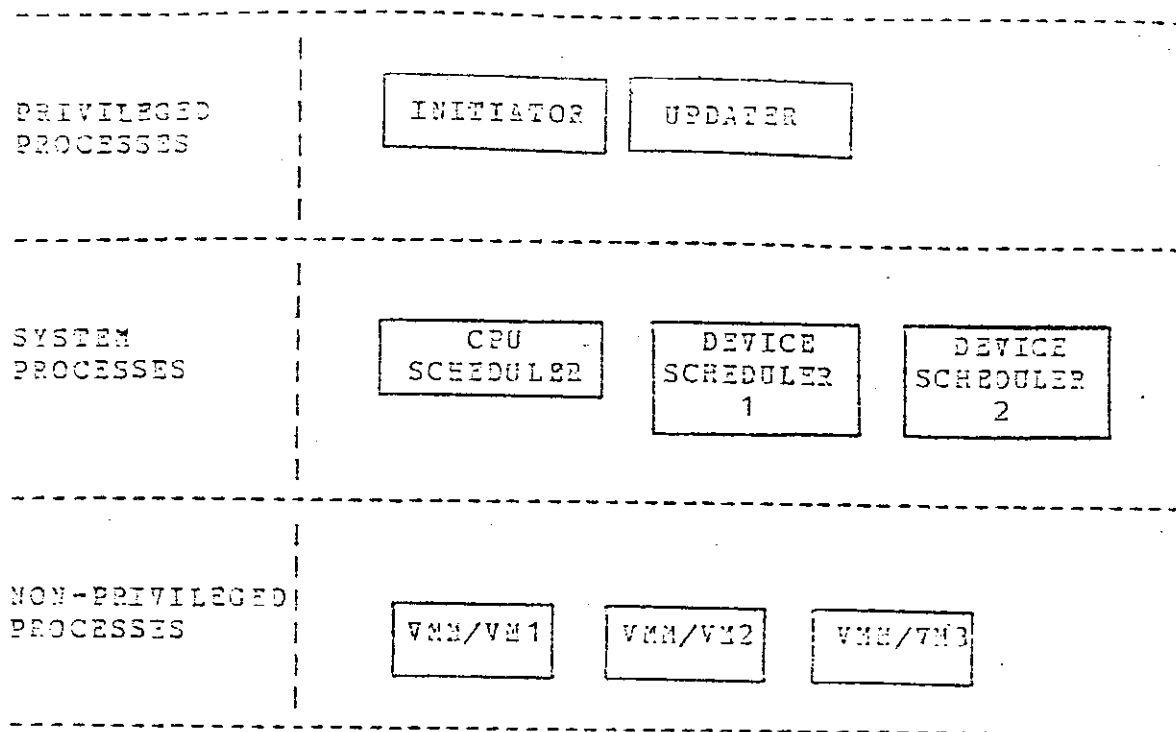 PRIVILEGED
PROCESSES
INITIATOR
UPDATER
SYSTEM
PROCESSES
CPU
SCHEDULER
DEVICE
SCHEDULER
1
DEVICE
SCHEDULER
2
NON-PRIVILEGED
PROCESSES
VMM/VM1
VMM/VM2
VMM/VM3